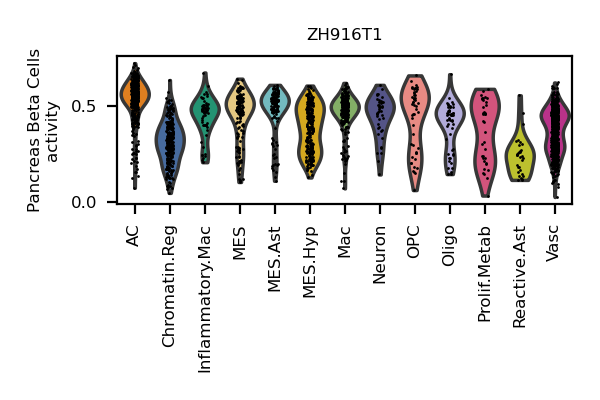 ZH916T1
Pancreas Beta Cells
activity
0.5
0.0
AC
Chromatin.Reg
Inflammatory.Mac
MES
MES.Ast
MES.Hyp
Mac
Neuron
OPC
Oligo
Prolif.Metab
Reactive.Ast
Vasc